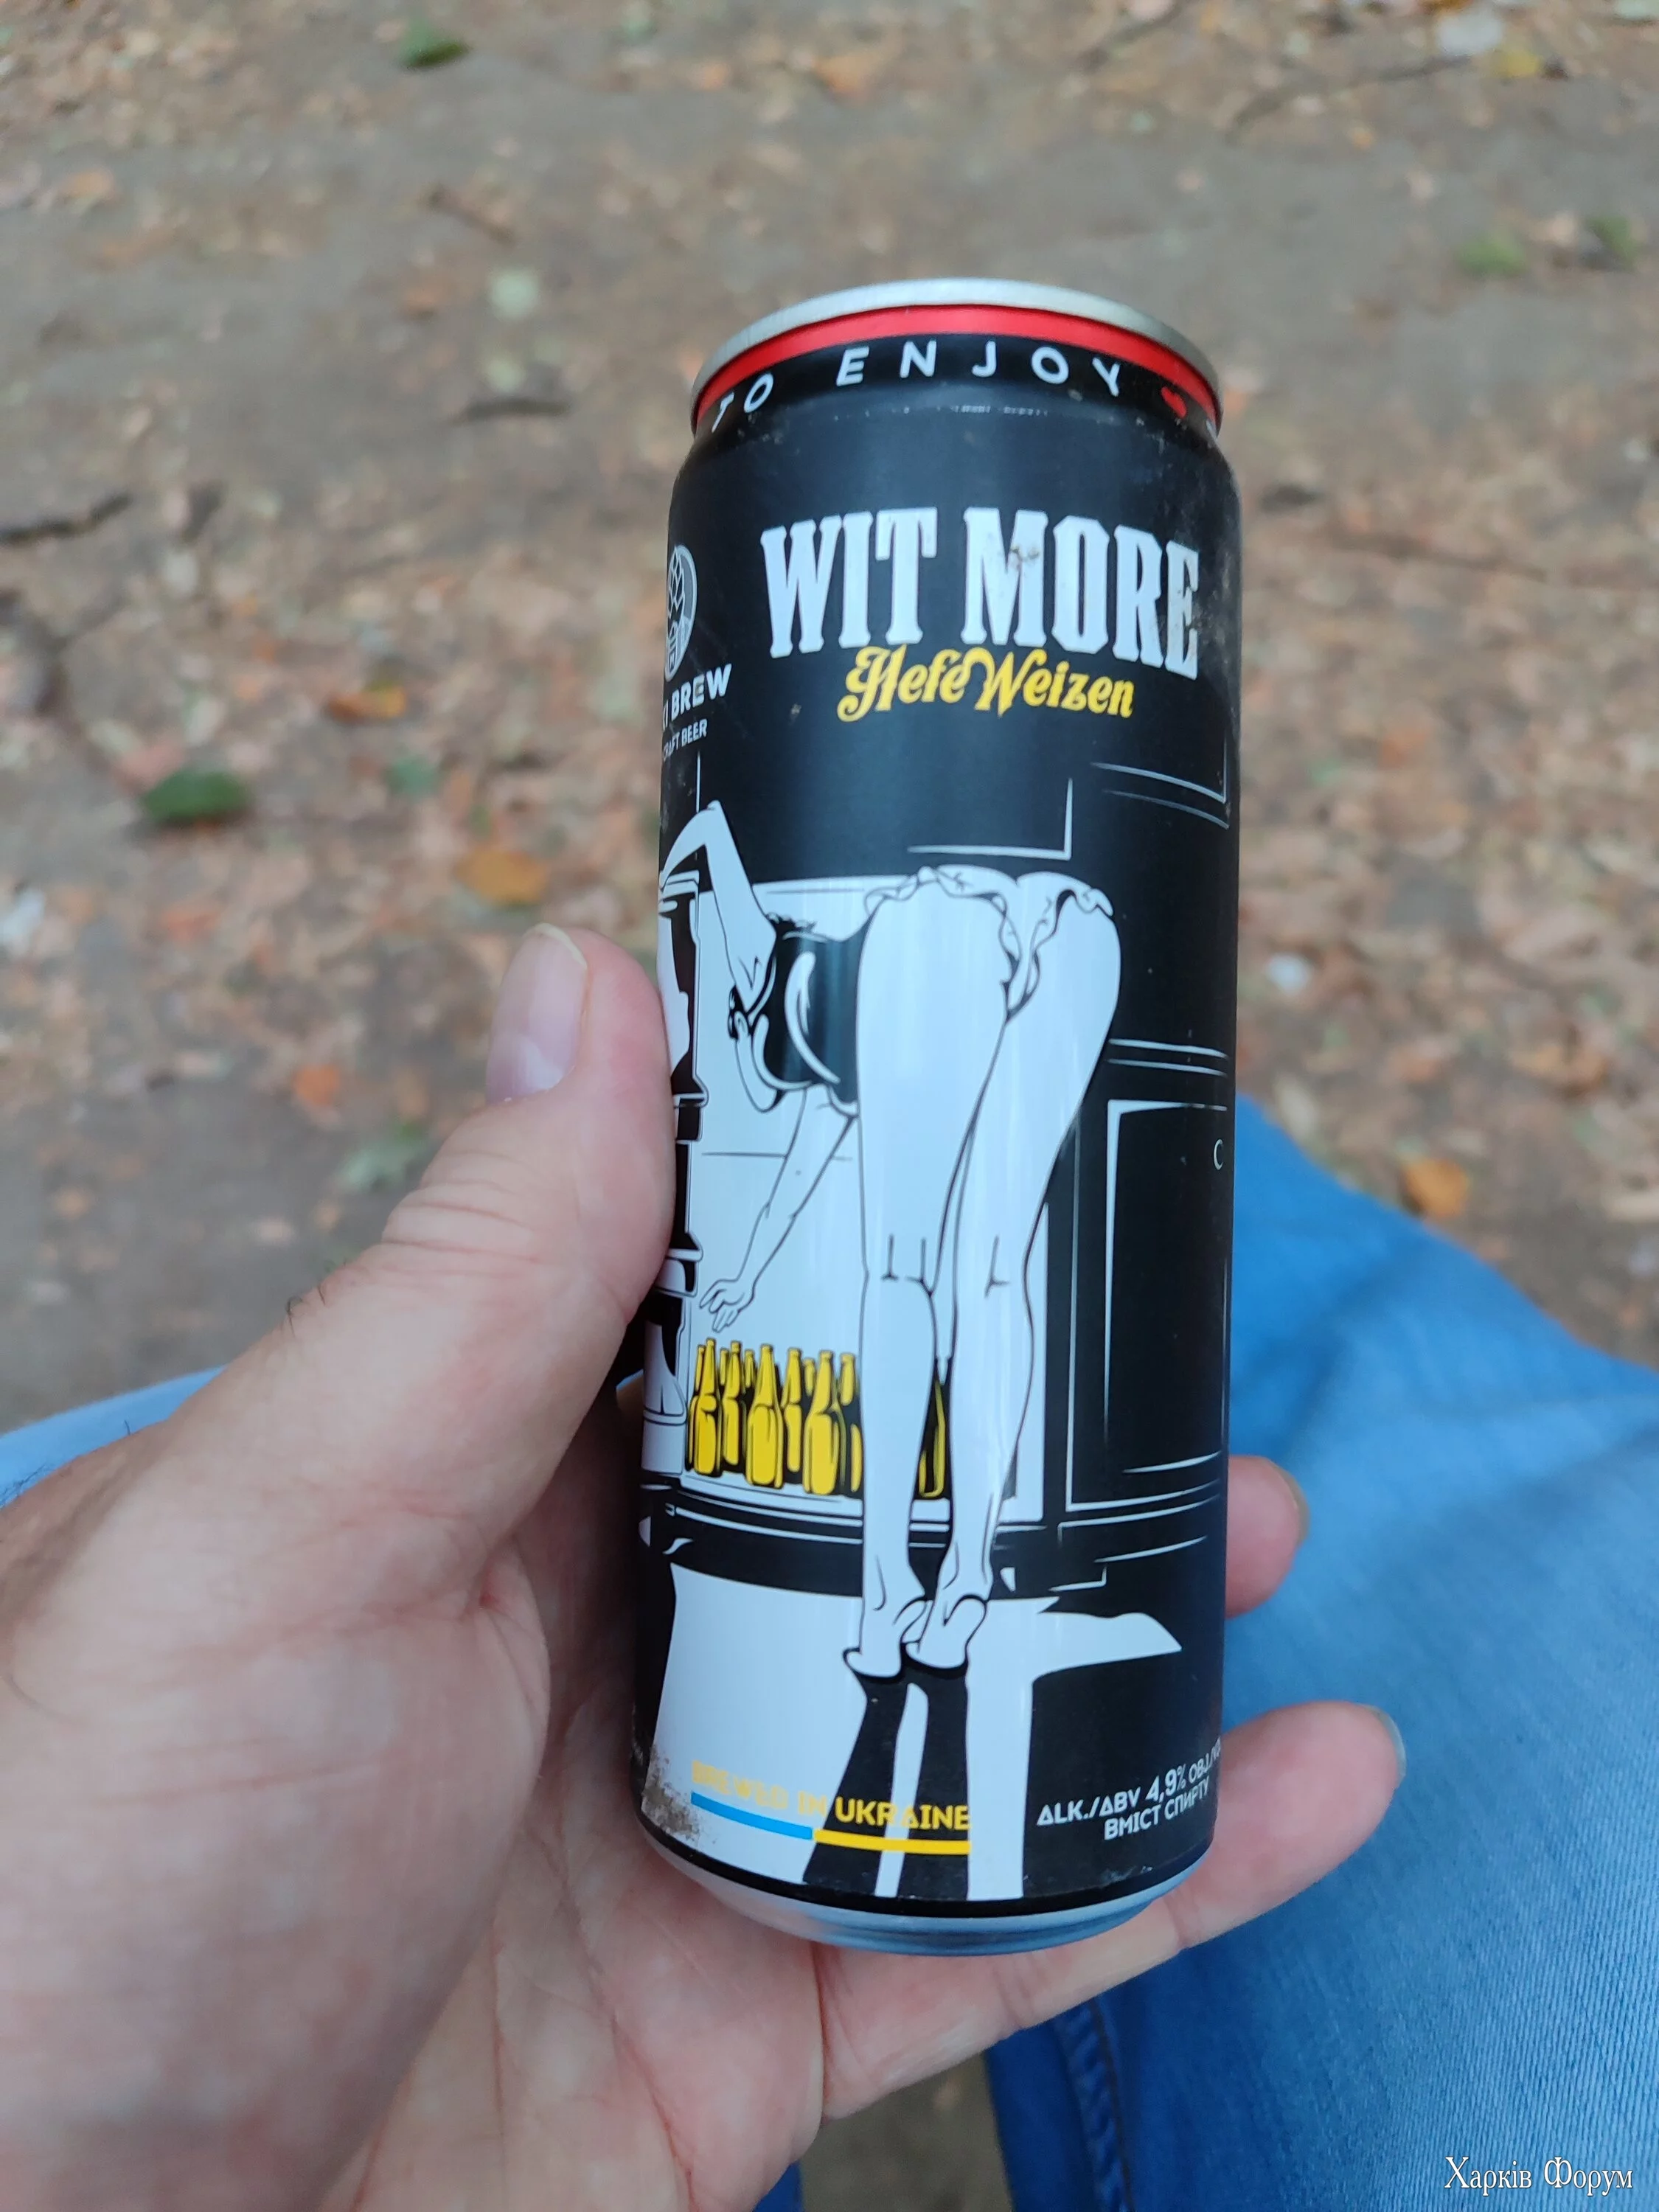 TO ENJOY
WIT MORE
HefeWeizen
BREW
CRAFT BEER
BREWED IN UKRAINE
ALK./ABV 4,9%
ВМІСТ СПИРТУ
Харків Форум